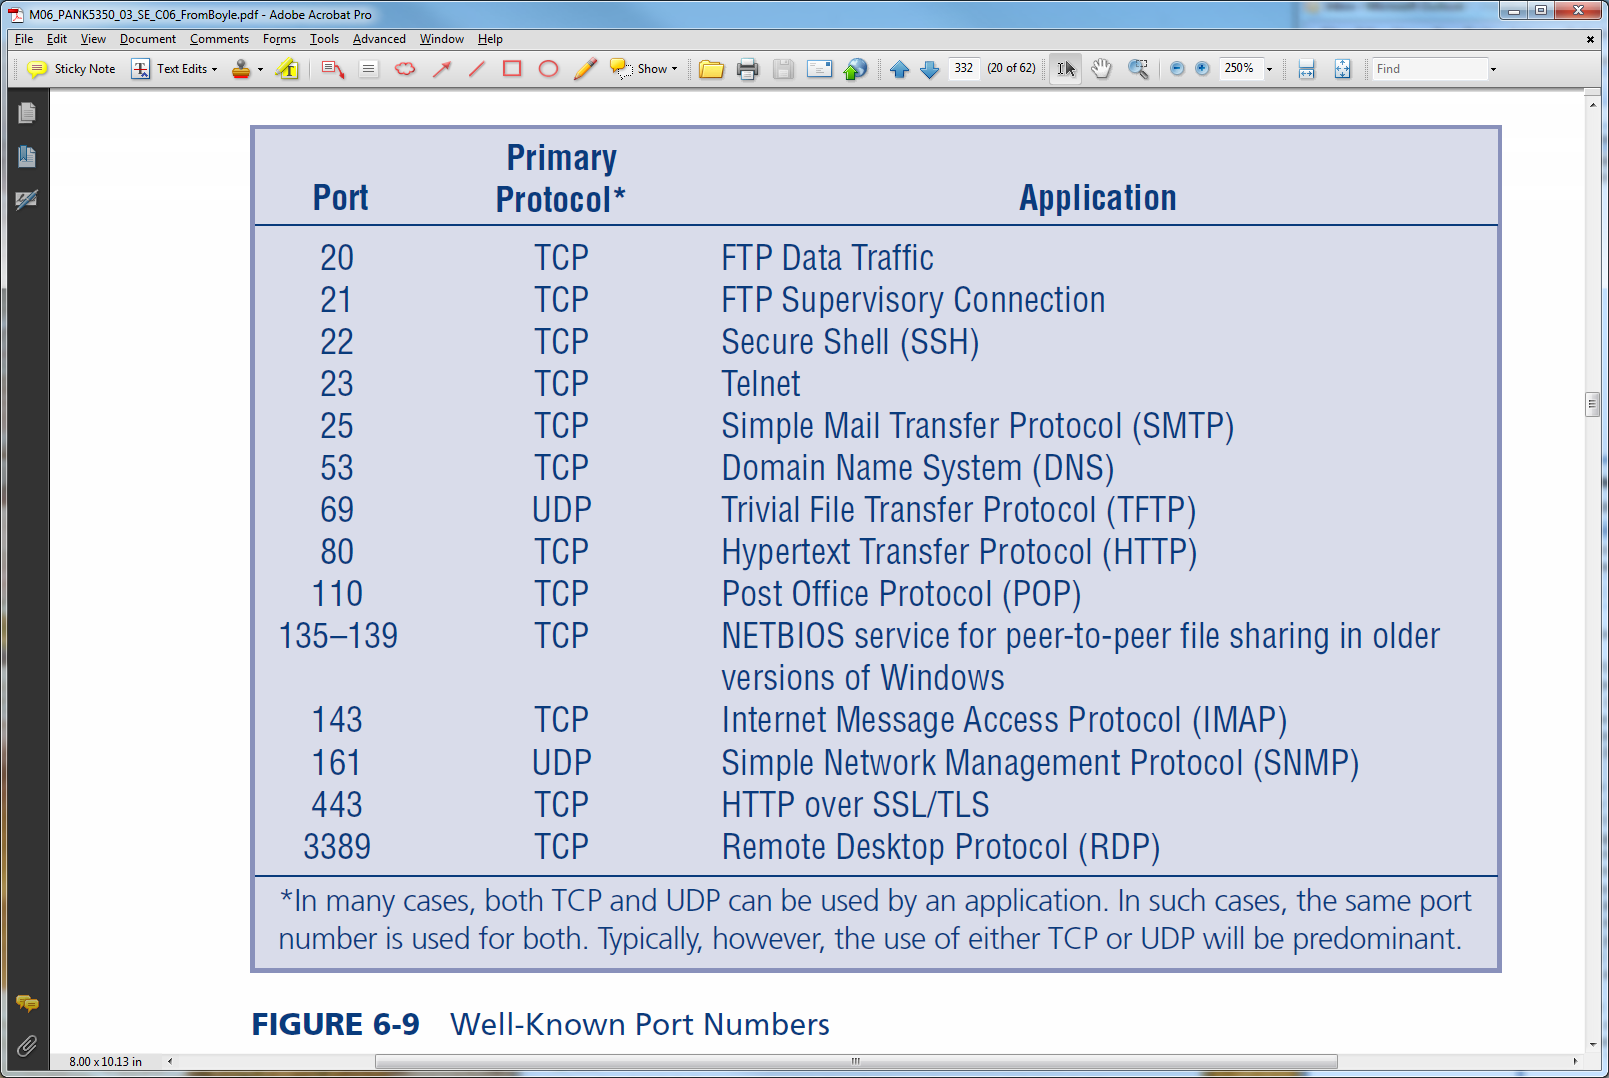 M06_PANK5350_03_SE_C06_FromBoyle.pdf - Adobe Acrobat Pro
File Edit View Document Comments Forms Tools Advanced Window Help
Sticky Note Text Edits Show 332 (20 of 62) 250% Find
Port Primary Protocol* Application
20 TCP FTP Data Traffic
21 TCP FTP Supervisory Connection
22 TCP Secure Shell (SSH)
23 TCP Telnet
25 TCP Simple Mail Transfer Protocol (SMTP)
53 TCP Domain Name System (DNS)
69 UDP Trivial File Transfer Protocol (TFTP)
80 TCP Hypertext Transfer Protocol (HTTP)
110 TCP Post Office Protocol (POP)
135–139 TCP NETBIOS service for peer-to-peer file sharing in older
versions of Windows
143 TCP Internet Message Access Protocol (IMAP)
161 UDP Simple Network Management Protocol (SNMP)
443 TCP HTTP over SSL/TLS
3389 TCP Remote Desktop Protocol (RDP)
*In many cases, both TCP and UDP can be used by an application. In such cases, the same port
number is used for both. Typically, however, the use of either TCP or UDP will be predominant.
FIGURE 6-9 Well-Known Port Numbers
8.00 x 10.13 in